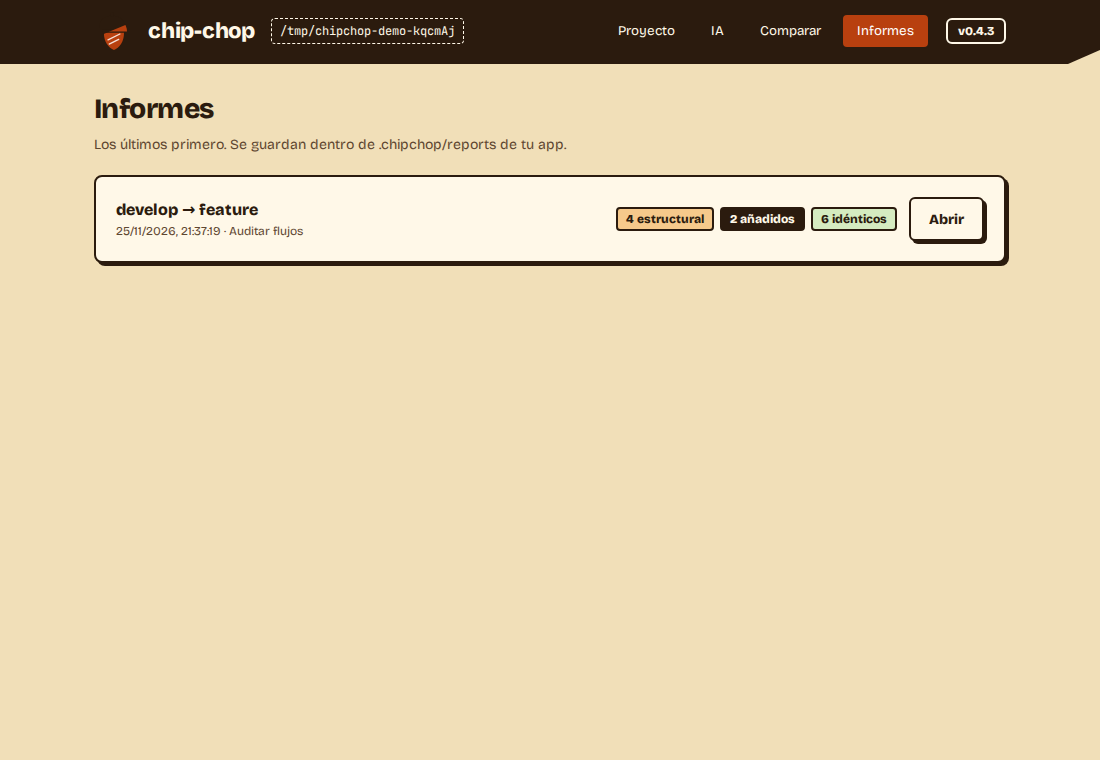 chip-chop
/tmp/chipchop-demo-kqcmAj
Proyecto
IA
Comparar
Informes
v0.4.3
Informes
Los últimos primero. Se guardan dentro de .chipchop/reports de tu app.
develop → feature
25/11/2026, 21:37:19 · Auditar flujos
4 estructural
2 añadidos
6 idénticos
Abrir